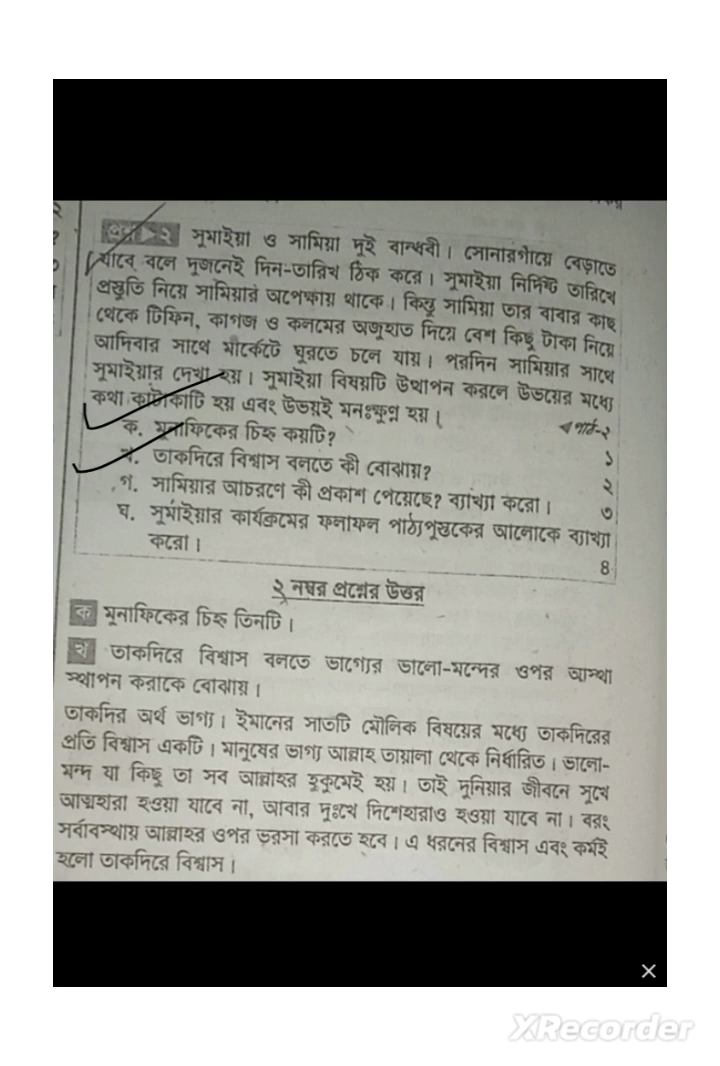 প্রশ্ন ▶ ২ সুমাইয়া ও সামিয়া দুই বান্ধবী। সোনারগাঁয়ে বেড়াতে
যাবে বলে দুজনেই দিন-তারিখ ঠিক করে। সুমাইয়া নির্দিষ্ট তারিখে
প্রস্তুতি নিয়ে সামিয়ার অপেক্ষায় থাকে। কিন্তু সামিয়া তার বাবার কাছ
থেকে টিফিন, কাগজ ও কলমের অজুহাত দিয়ে বেশ কিছু টাকা নিয়ে
আদিবার সাথে মার্কেটে ঘুরতে চলে যায়। পরদিন সামিয়ার সাথে
সুমাইয়ার দেখা হয়। সুমাইয়া বিষয়টি উত্থাপন করলে উভয়ের মধ্যে
কথা কাটাকাটি হয় এবং উভয়ই মনঃক্ষুণ্ন হয়।
◀ পাঠ-২
ক. মুনাফিকের চিহ্ন কয়টি? ১
খ. তাকদিরে বিশ্বাস বলতে কী বোঝায়? ২
গ. সামিয়ার আচরণে কী প্রকাশ পেয়েছে? ব্যাখ্যা করো। ৩
ঘ. সুমাইয়ার কার্যক্রমের ফলাফল পাঠ্যপুস্তকের আলোকে ব্যাখ্যা
করো। ৪
২ নম্বর প্রশ্নের উত্তর
ক মুনাফিকের চিহ্ন তিনটি।
খ তাকদিরে বিশ্বাস বলতে ভাগ্যের ভালো-মন্দের ওপর আস্থা
স্থাপন করাকে বোঝায়।
তাকদির অর্থ ভাগ্য। ইমানের সাতটি মৌলিক বিষয়ের মধ্যে তাকদিরের
প্রতি বিশ্বাস একটি। মানুষের ভাগ্য আল্লাহ তায়ালা থেকে নির্ধারিত। ভালো-
মন্দ যা কিছু তা সব আল্লাহর হুকুমেই হয়। তাই দুনিয়ার জীবনে সুখে
আত্মহারা হওয়া যাবে না, আবার দুঃখে দিশেহারাও হওয়া যাবে না। বরং
সর্বাবস্থায় আল্লাহর ওপর ভরসা করতে হবে। এ ধরনের বিশ্বাস এবং কর্মই
হলো তাকদিরে বিশ্বাস।
XRecorder